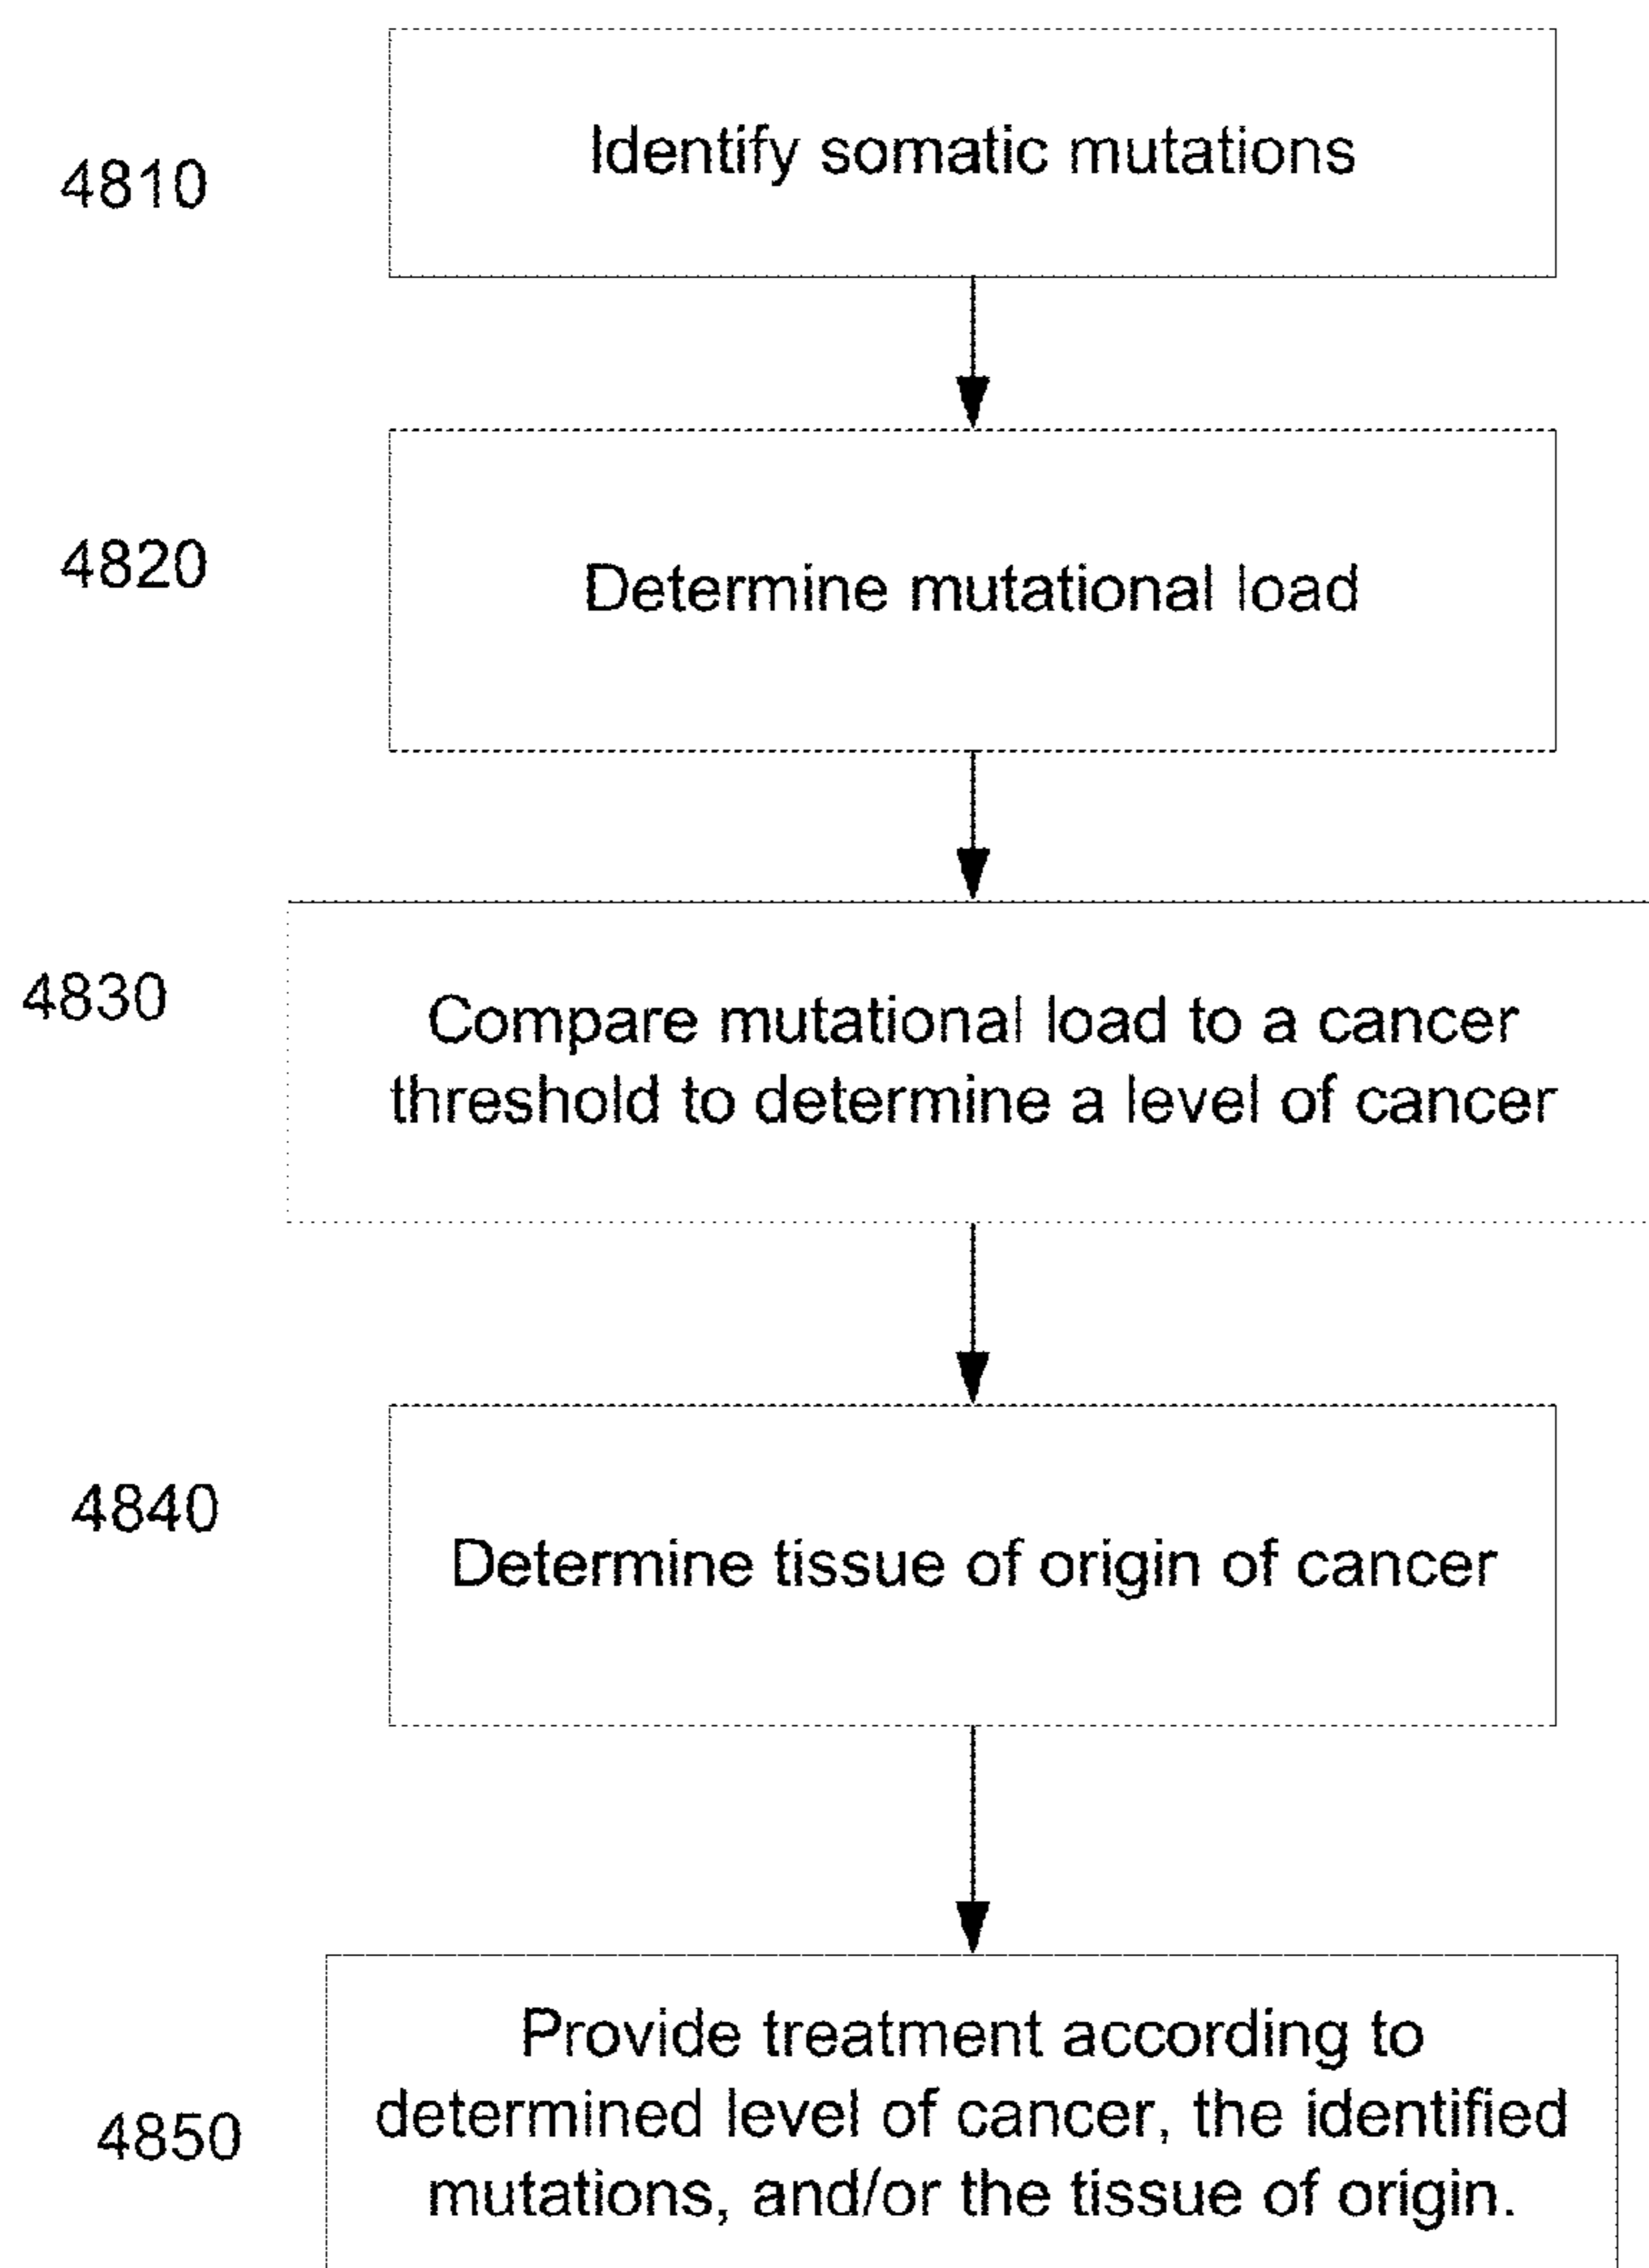 4810
Identify somatic mutations
4820
Determine mutational load
4830
Compare mutational load to a cancer
threshold to determine a level of cancer
4840
Determine tissue of origin of cancer
4850
Provide treatment according to
determined level of cancer, the identified
mutations, and/or the tissue of origin.